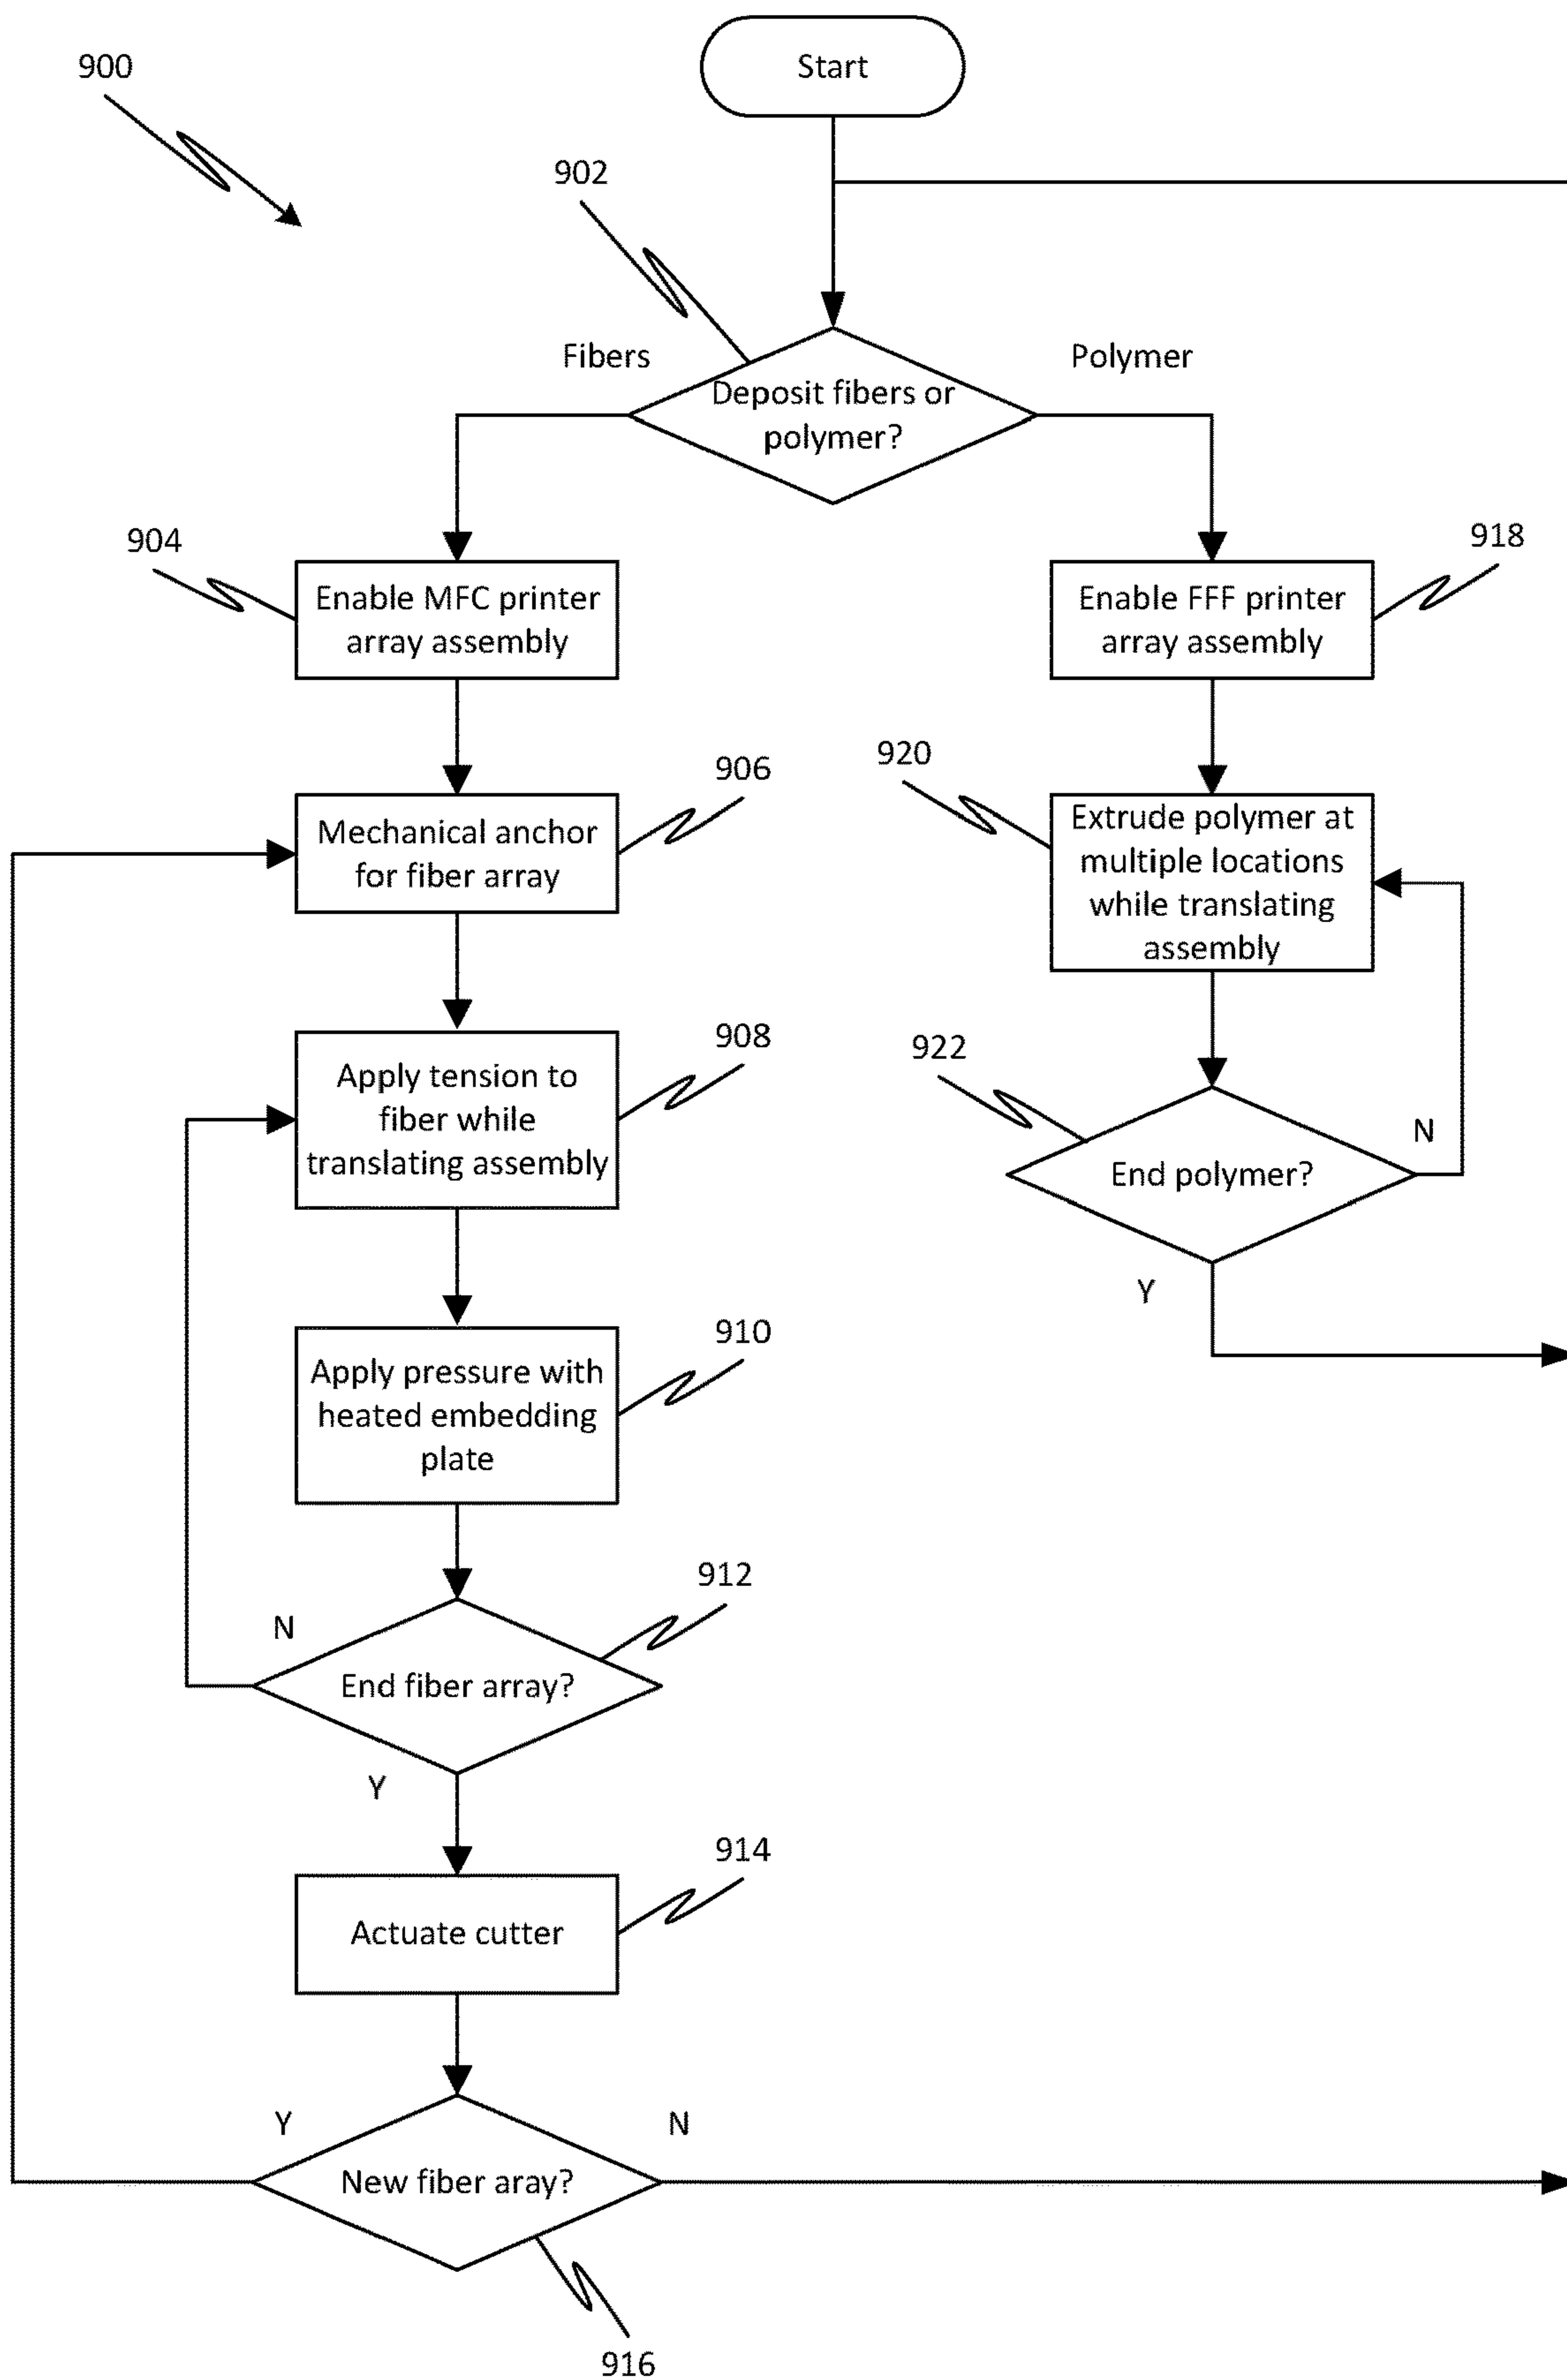 900
Start
902
Fibers
Polymer
Deposit fibers or
polymer?
904
Enable MFC printer
array assembly
918
Enable FFF printer
array assembly
906
Mechanical anchor
for fiber array
920
Extrude polymer at
multiple locations
while translating
assembly
908
Apply tension to
fiber while
translating assembly
922
End polymer?
N
Y
910
Apply pressure with
heated embedding
plate
912
N
End fiber array?
Y
914
Actuate cutter
Y
N
New fiber aray?
916